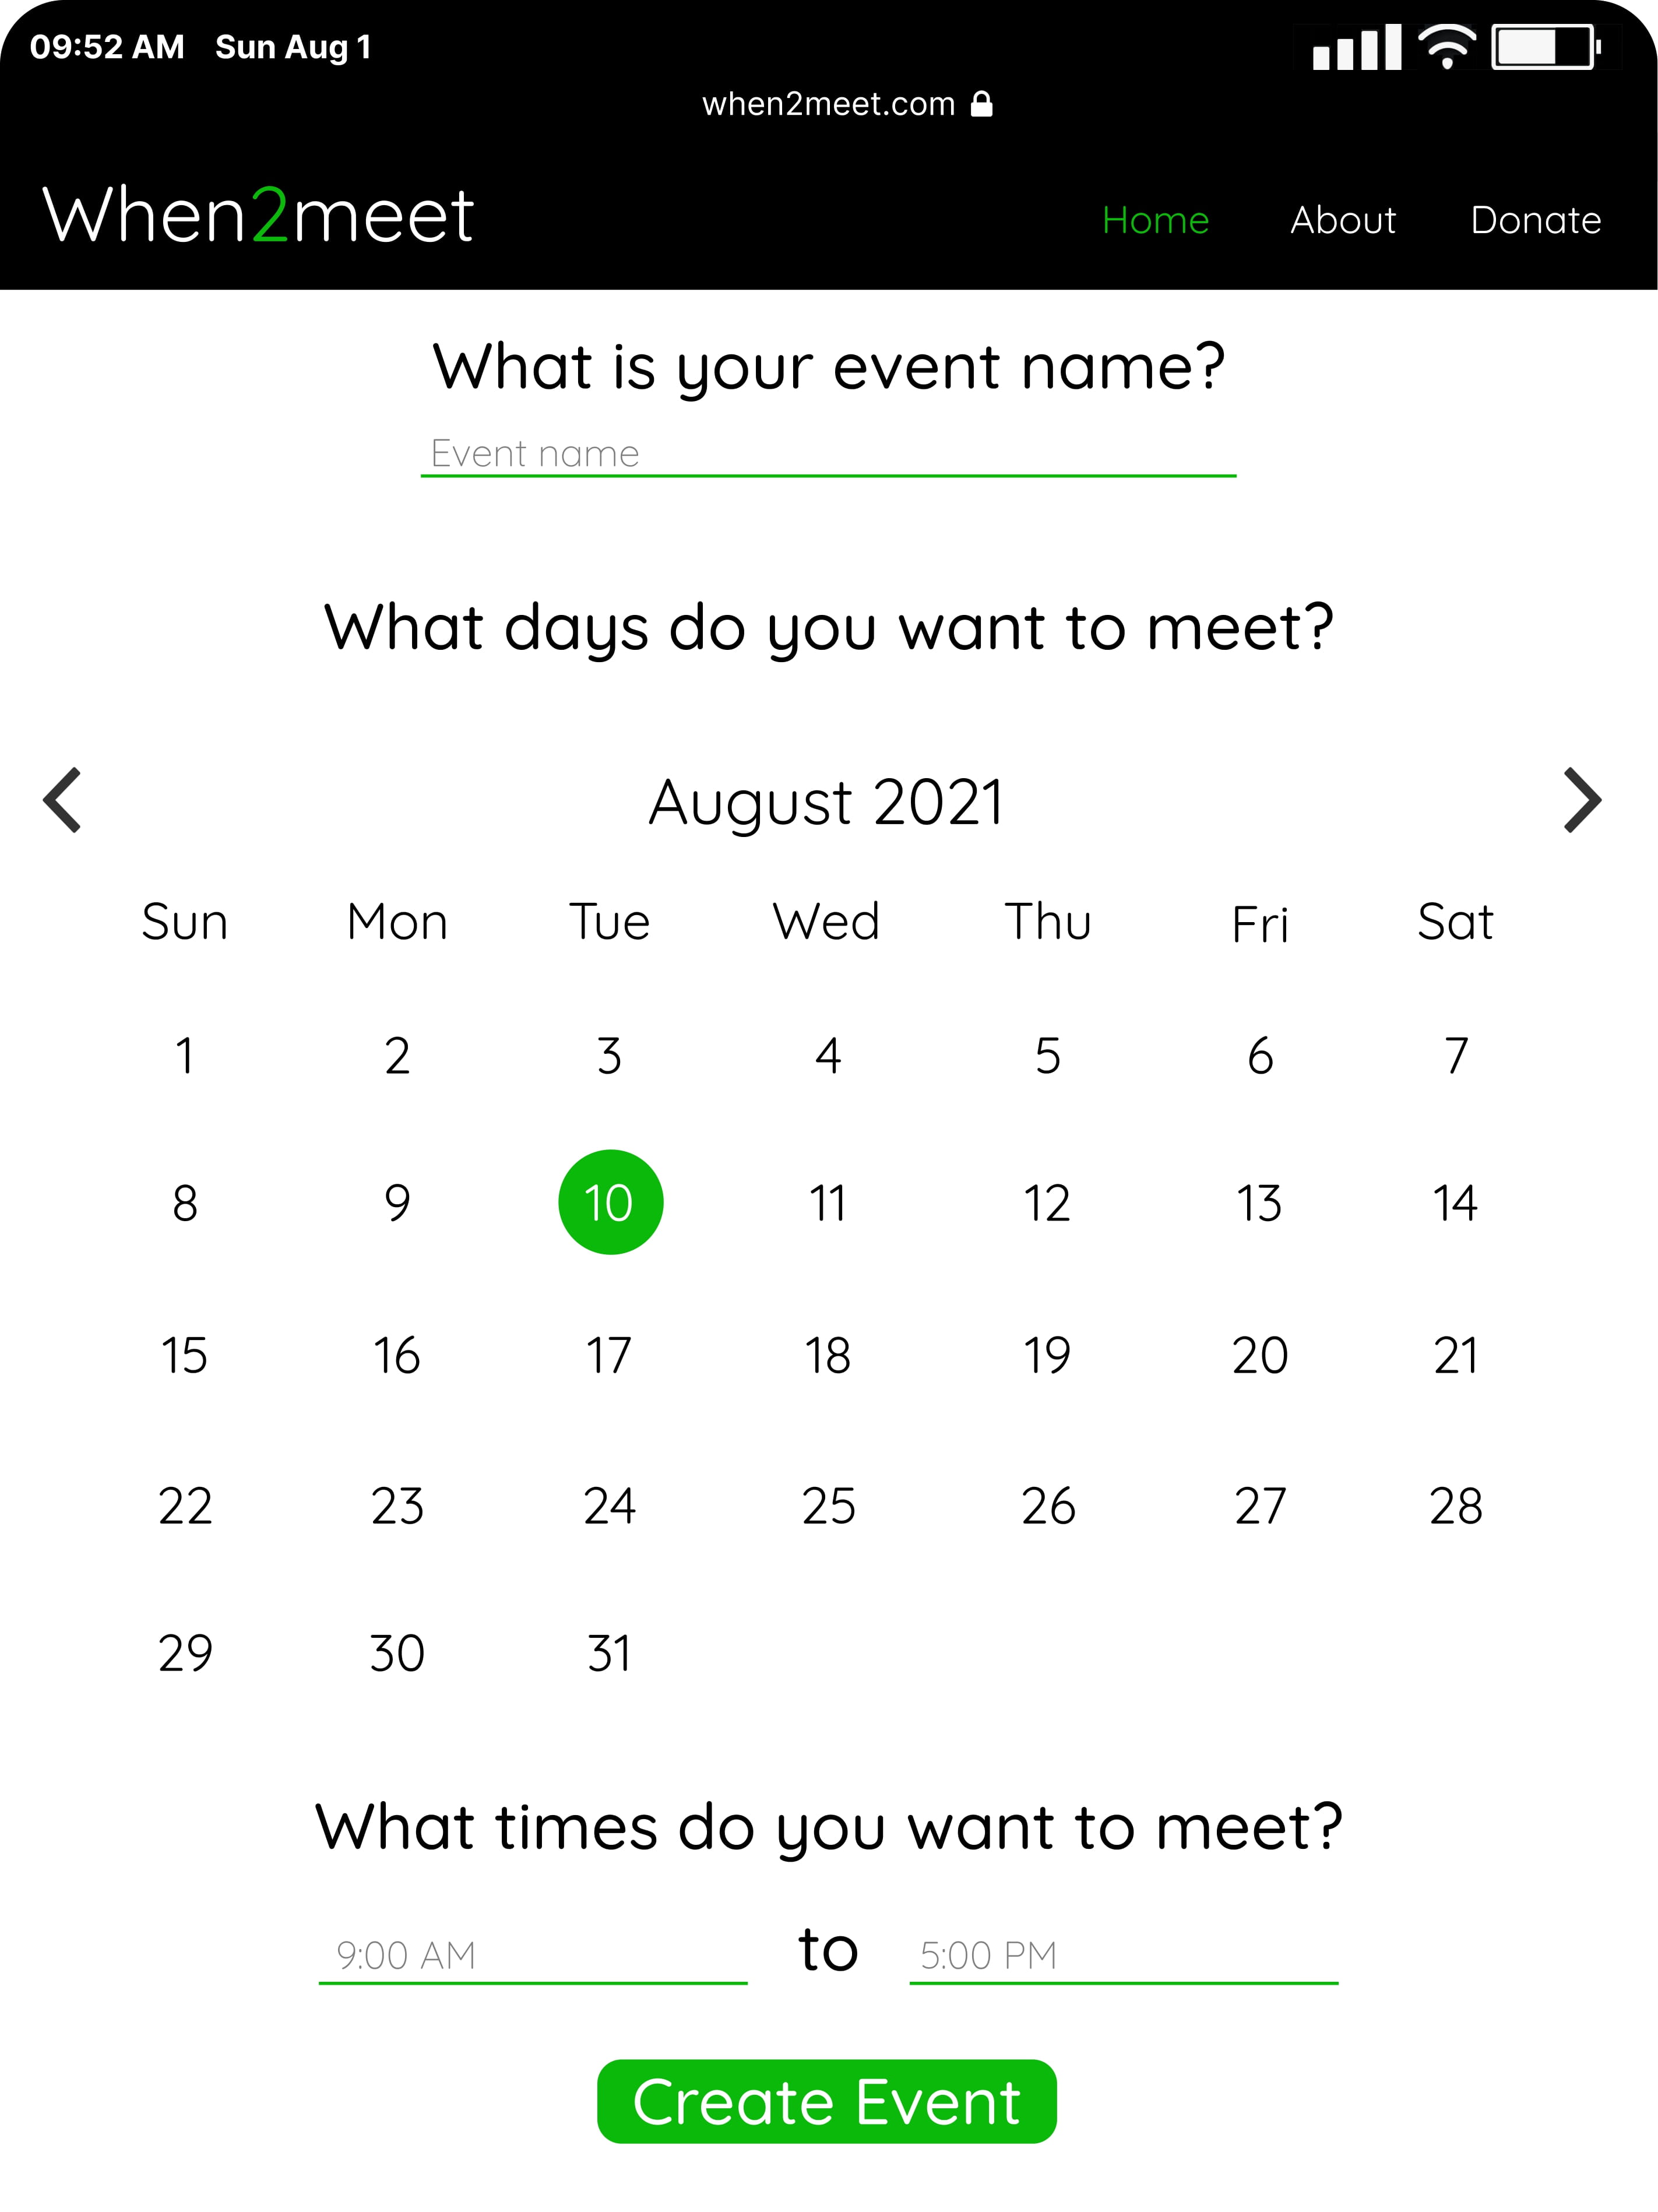 09:52 AM Sun Aug 1
when2meet.com
When2meet Home About Donate
What is your event name?
Event name
What days do you want to meet?
August 2021
Sun Mon Tue Wed Thu Fri Sat
1 2 3 4 5 6 7
8 9 10 11 12 13 14
15 16 17 18 19 20 21
22 23 24 25 26 27 28
29 30 31
What times do you want to meet?
9:00 AM to 5:00 PM
Create Event